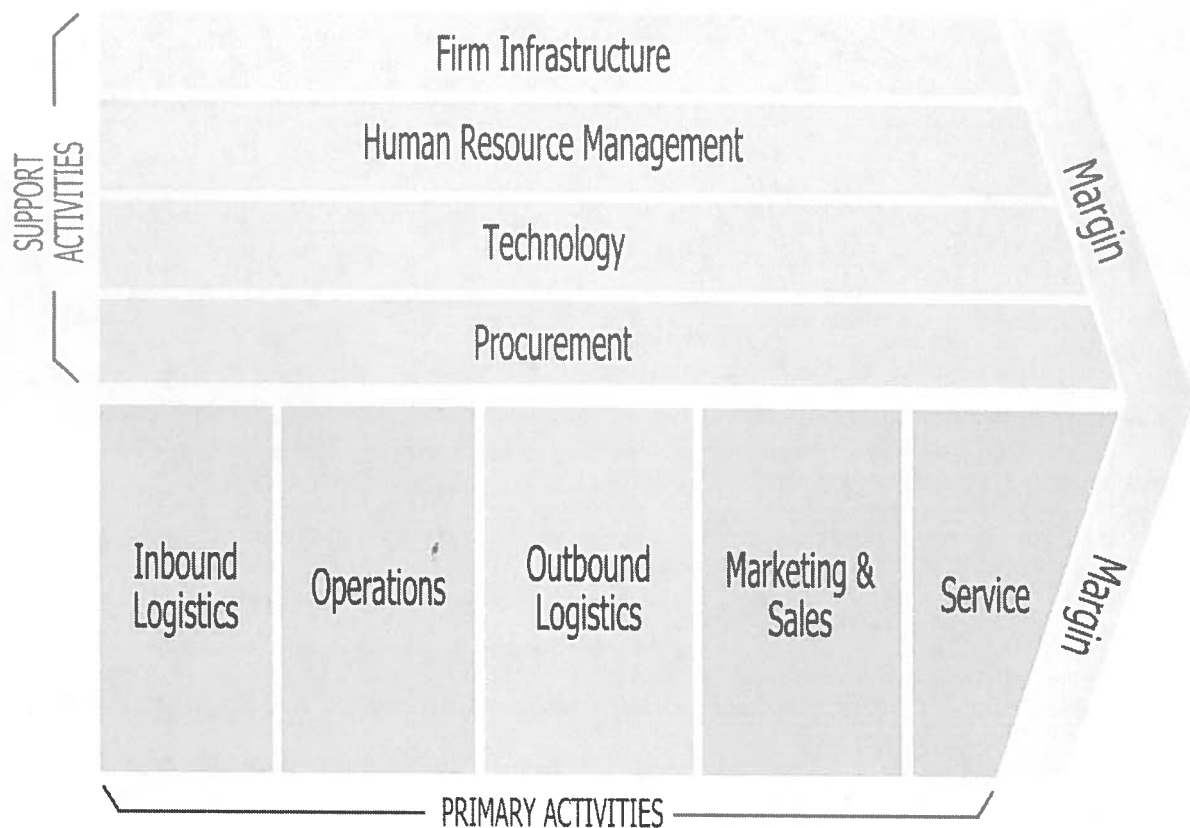 Firm Infrastructure
Human Resource Management
Technology
Procurement
SUPPORT
ACTIVITIES
Margin
Inbound
Logistics
Operations
Outbound
Logistics
Marketing &
Sales
Service
Margin
PRIMARY ACTIVITIES